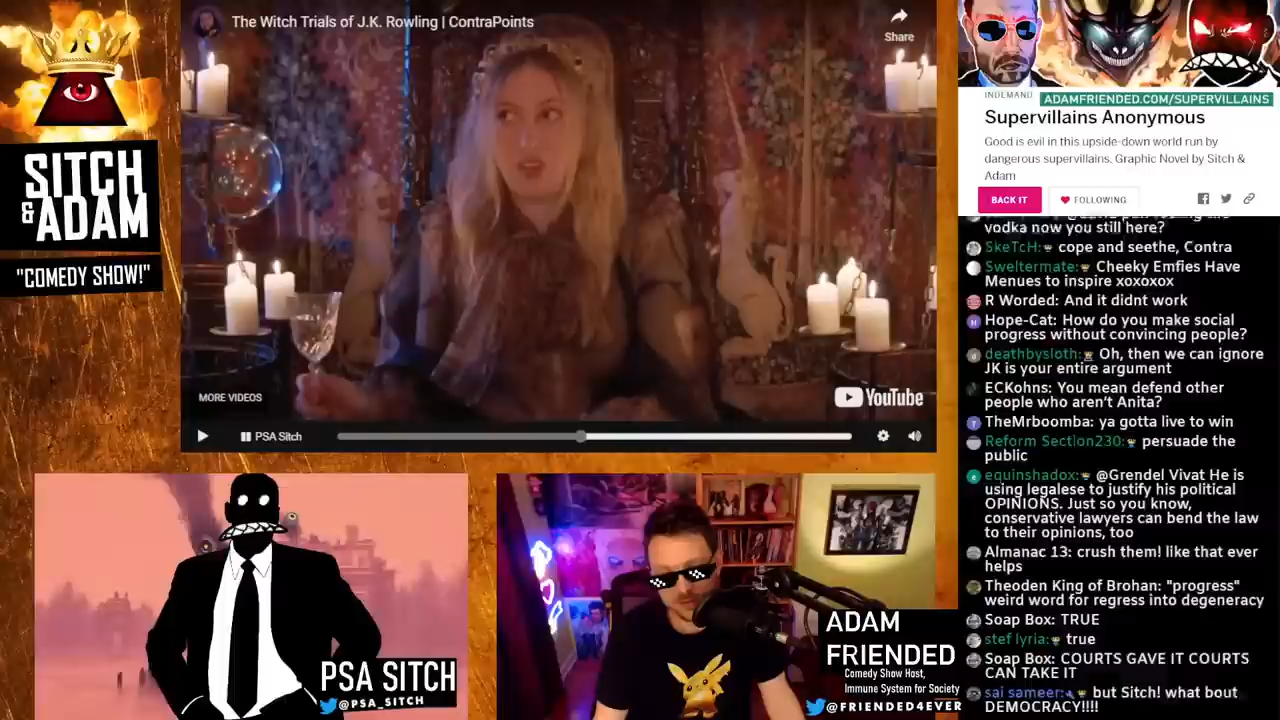 The Witch Trials of J.K. Rowling | ContraPoints
Share
SITCH
& ADAM
"COMEDY SHOW!"
MORE VIDEOS
YouTube
PSA Sitch
INDEMAND
ADAMFRIENDED.COM/SUPERVILLAINS
Supervillains Anonymous
Good is evil in this upside-down world run by
dangerous supervillains. Graphic Novel by Sitch &
Adam
BACK IT
FOLLOWING
vodka now you still here?
SkeTcH: cope and seethe, Contra
Sweltermate: Cheeky Emfies Have
Menues to inspire xoxoxox
R Worded: And it didnt work
Hope-Cat: How do you make social
progress without convincing people?
deathbysloth: Oh, then we can ignore
JK is your entire argument
ECKohns: You mean defend other
people who aren't Anita?
TheMrboomba: ya gotta live to win
Reform Section230: persuade the
public
equinshadox: @Grendel Vivat He is
using legalese to justify his political
OPINIONS. Just so you know,
conservative lawyers can bend the law
to their opinions, too
Almanac 13: crush them! like that ever
helps
Theoden King of Brohan: "progress"
weird word for regress into degeneracy
Soap Box: TRUE
stef lyria: true
Soap Box: COURTS GAVE IT COURTS
CAN TAKE IT
sai sameer: but Sitch! what bout
DEMOCRACY!!!!
PSA SITCH
@PSA_SITCH
ADAM
FRIENDED
Comedy Show Host,
Immune System for Society
@FRIENDED4EVER